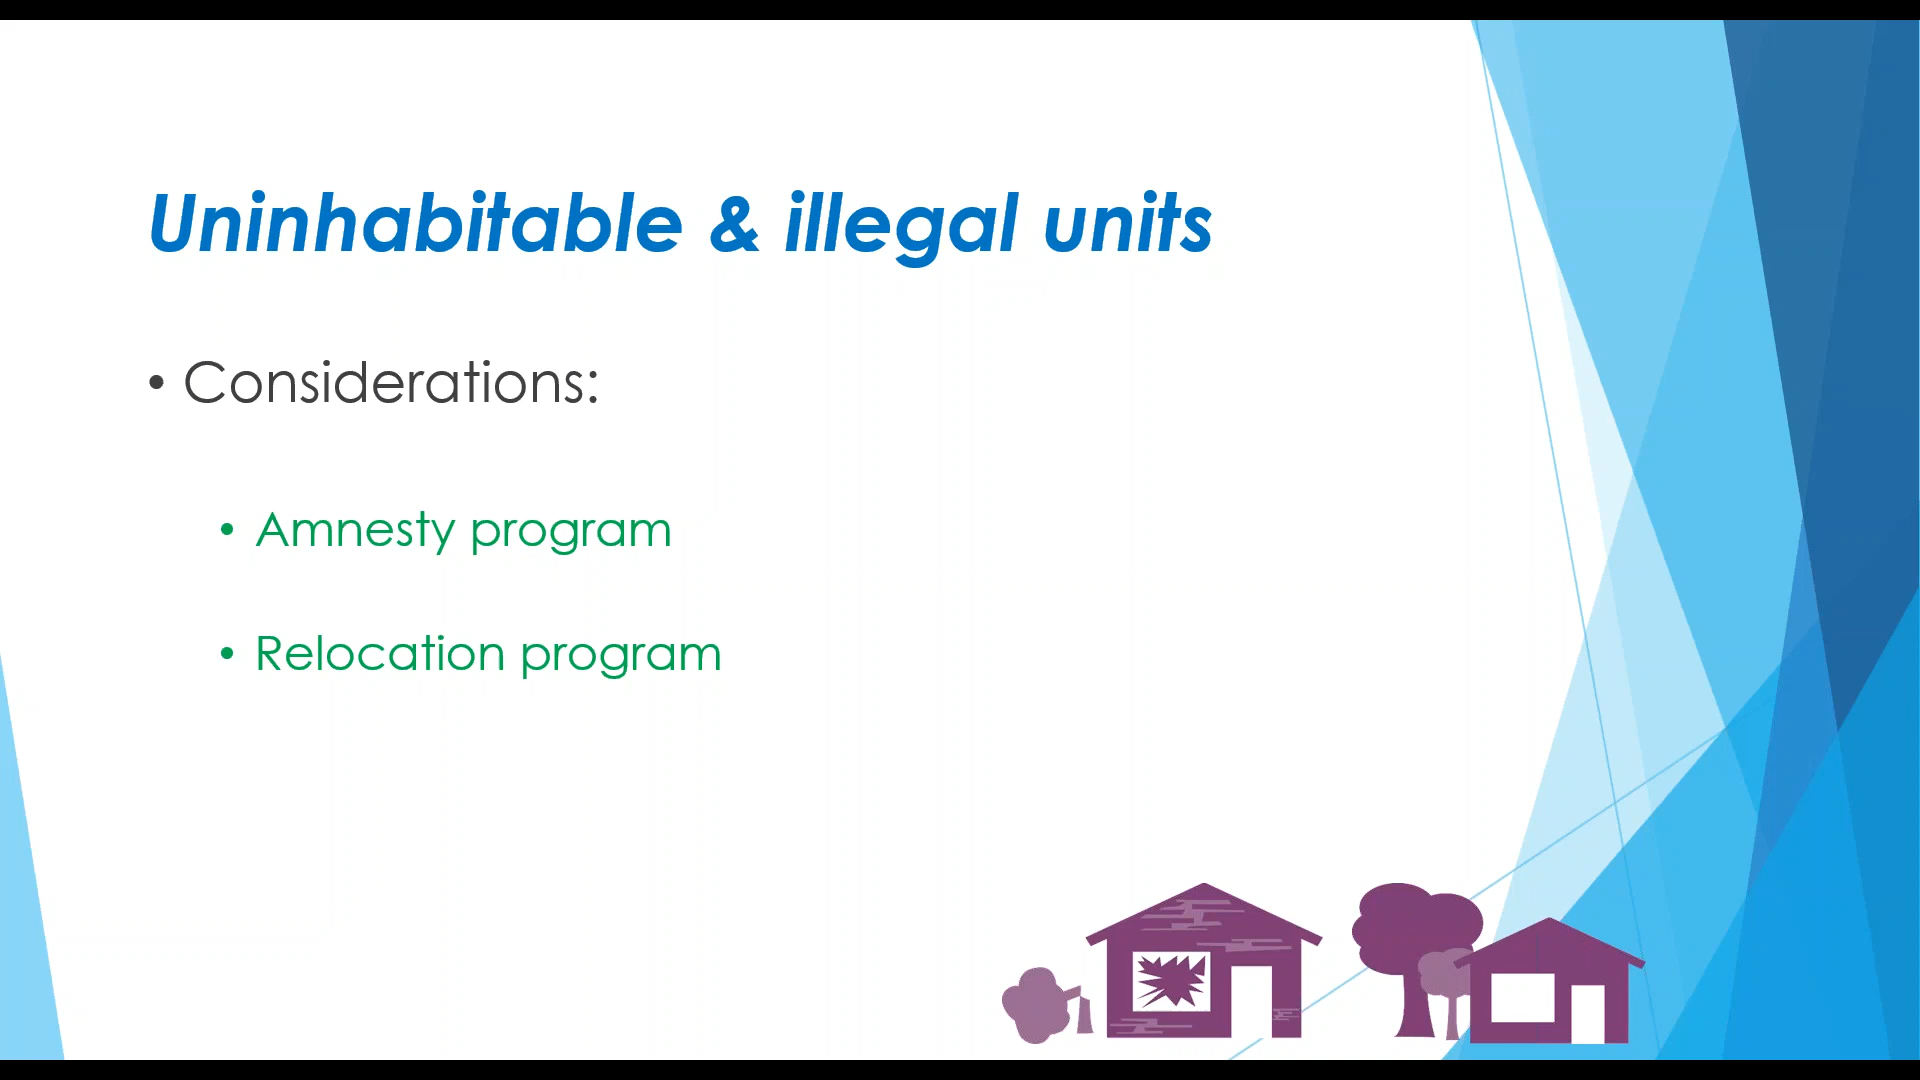 Uninhabitable & illegal units
• Considerations:
• Amnesty program
• Relocation program